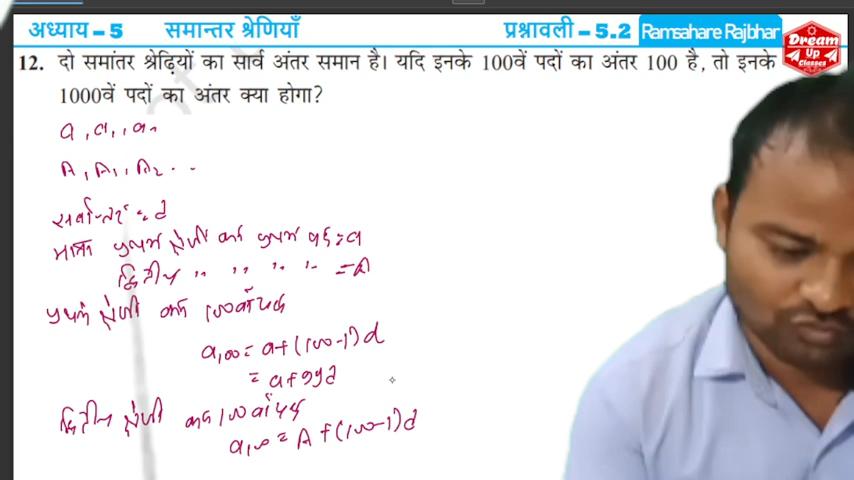 अध्याय – 5 समान्तर श्रेणियाँ प्रश्नावली – 5.2 Ramsahare Rajbhar
Dream Up Classes
12. दो समांतर श्रेढ़ियों का सार्व अंतर समान है। यदि इनके 100वें पदों का अंतर 100 है, तो इनके
1000वें पदों का अंतर क्या होगा?
a, a₁, a₂
A, A₁, A₂ . .
सार्वान्तर = d
माना प्रथम श्रेणी का प्रथम पद = a
द्वितीय ,, ,, ,, ,, = A
प्रथम श्रेणी का 100वाँ पद
a₁₀₀ = a + (100-1)d
= a + 99d
द्वितीय श्रेणी का 100वाँ पद
a₁₀₀ = A + (100-1)d